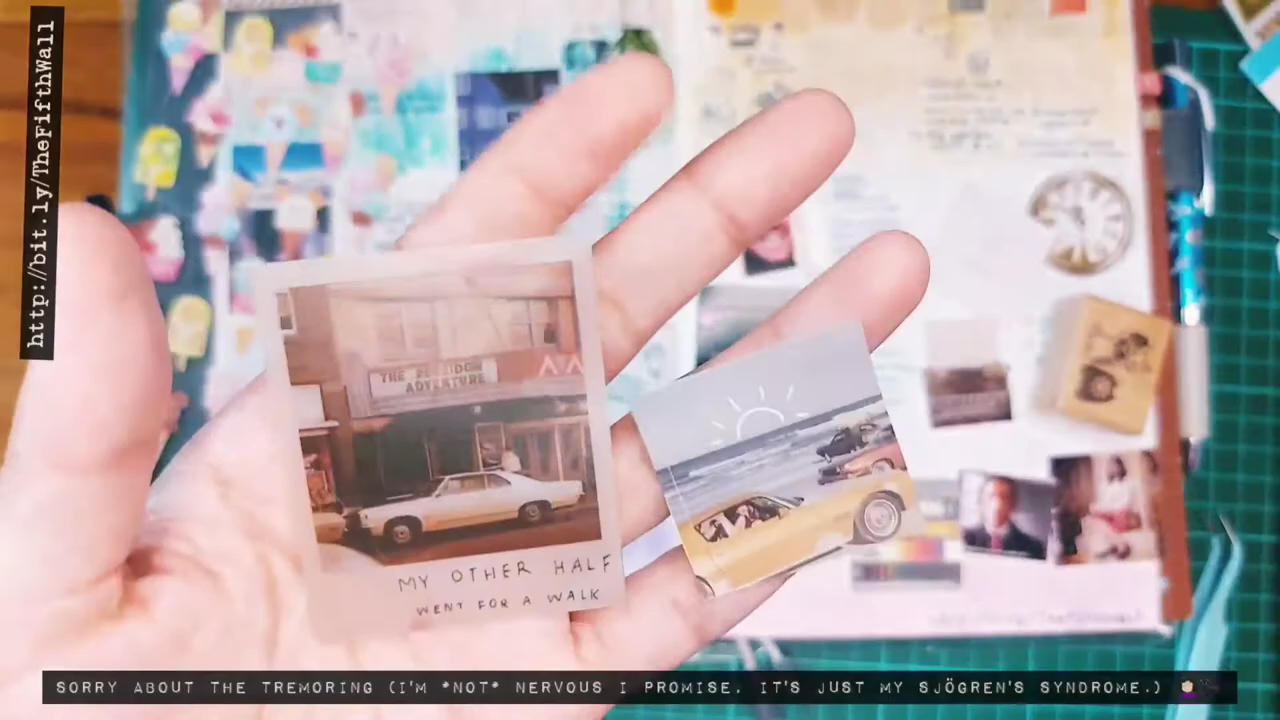 http://bit.ly/TheFifthWall
THE POSEIDON
ADVENTURE
MY OTHER HALF
WENT FOR A WALK
SORRY ABOUT THE TREMORING (I'M *NOT* NERVOUS I PROMISE, IT'S JUST MY SJÖGREN'S SYNDROME.)